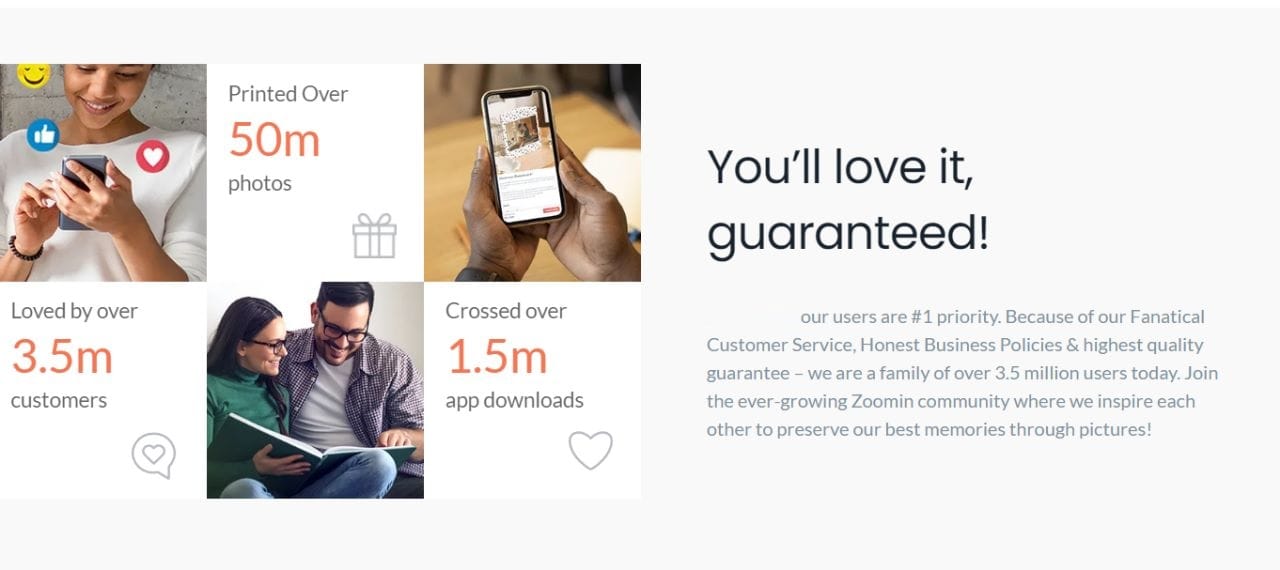 Printed Over
50m
photos
Loved by over
3.5m
customers
Crossed over
1.5m
app downloads
You’ll love it,
guaranteed!
our users are #1 priority. Because of our Fanatical
Customer Service, Honest Business Policies & highest quality
guarantee – we are a family of over 3.5 million users today. Join
the ever-growing Zoomin community where we inspire each
other to preserve our best memories through pictures!